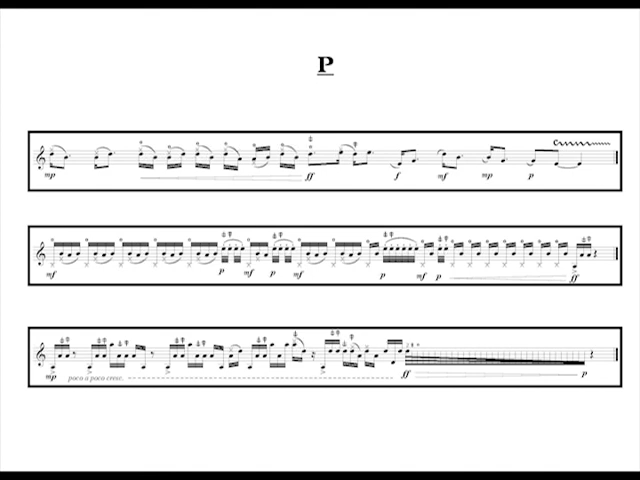 P
mp ff f mf mp p
mf p mf p mf p mf p ff
mp poco a poco cresc. ff p